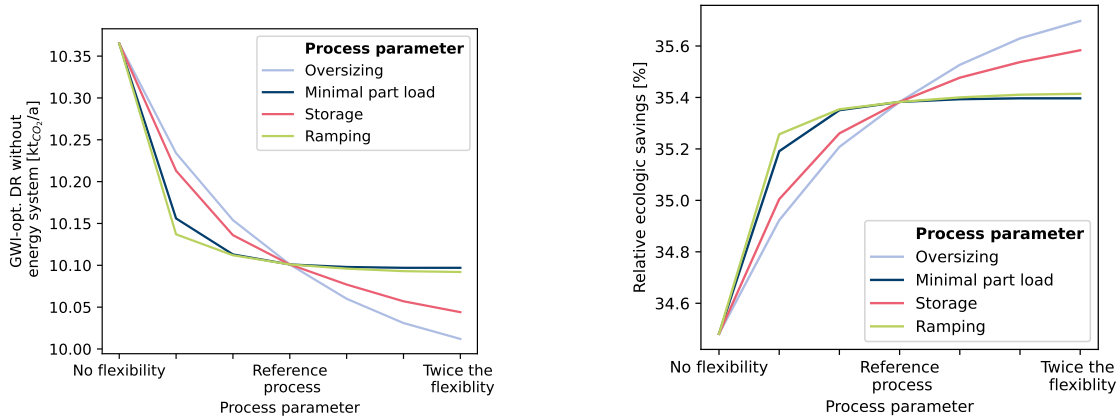 GWI-opt. DR without
energy system [kt_{CO_2}/a]
10.35
10.30
10.25
10.20
10.15
10.10
10.05
10.00
Process parameter
Oversizing
Minimal part load
Storage
Ramping
No flexibility
Reference
process
Twice the
flexiblity
Process parameter
Relative ecologic savings [%]
35.6
35.4
35.2
35.0
34.8
34.6
Process parameter
Oversizing
Minimal part load
Storage
Ramping
No flexibility
Reference
process
Twice the
flexiblity
Process parameter